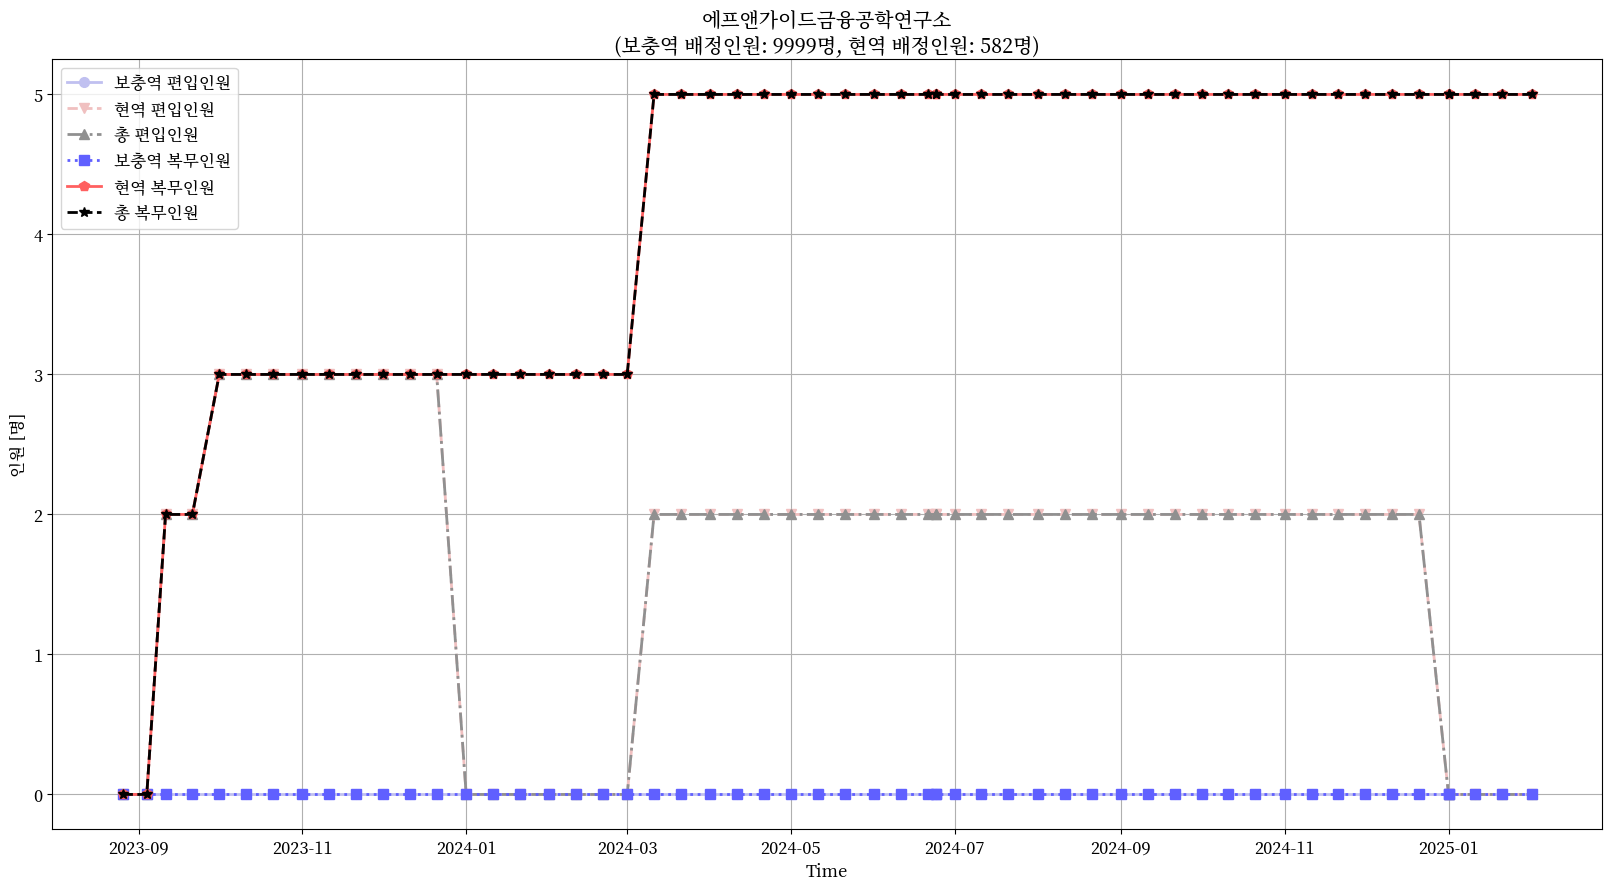 에프앤가이드금융공학연구소
(보충역 배정인원: 9999명, 현역 배정인원: 582명)
보충역 편입인원
현역 편입인원
총 편입인원
보충역 복무인원
현역 복무인원
총 복무인원
인원 [명]
5
4
3
2
1
0
2023-09
2023-11
2024-01
2024-03
2024-05
2024-07
2024-09
2024-11
2025-01
Time